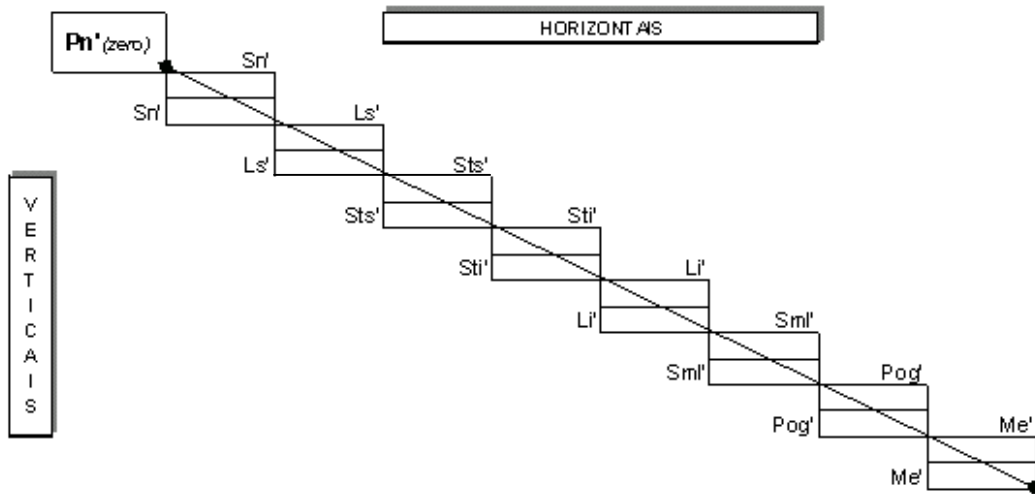 Pn' (zero)
HORIZONTAIS
Sn'
Sn'
Ls'
Ls'
Sts'
Sts'
Sti'
Sti'
Li'
Li'
Sml'
Sml'
Pog'
Pog'
Me'
Me'
VERTICAIS